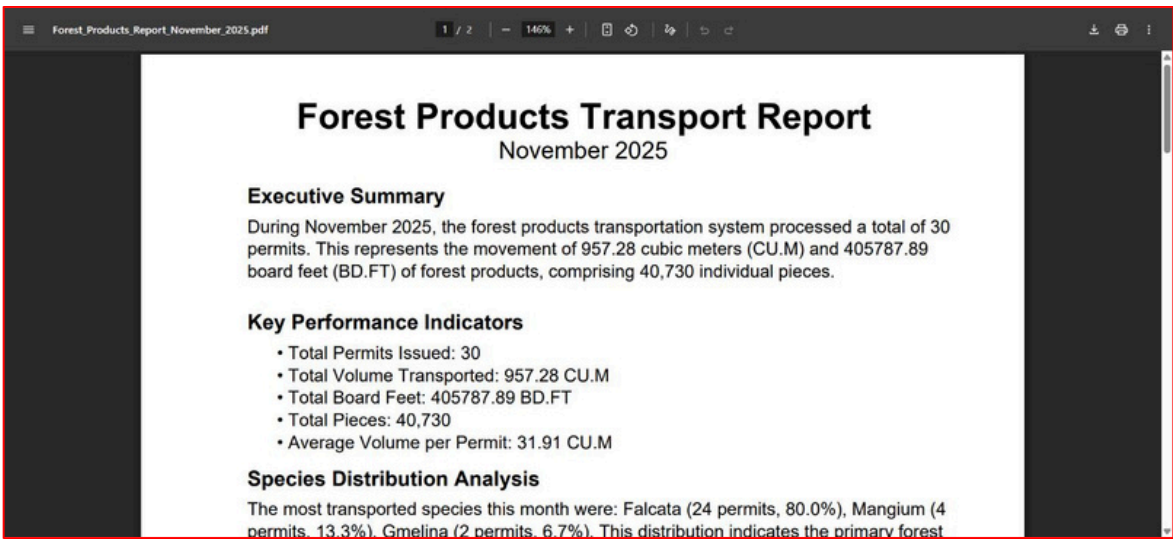 Forest_Products_Report_November_2025.pdf
1 / 2
146%
Forest Products Transport Report
November 2025
Executive Summary
During November 2025, the forest products transportation system processed a total of 30
permits. This represents the movement of 957.28 cubic meters (CU.M) and 405787.89
board feet (BD.FT) of forest products, comprising 40,730 individual pieces.
Key Performance Indicators
• Total Permits Issued: 30
• Total Volume Transported: 957.28 CU.M
• Total Board Feet: 405787.89 BD.FT
• Total Pieces: 40,730
• Average Volume per Permit: 31.91 CU.M
Species Distribution Analysis
The most transported species this month were: Falcata (24 permits, 80.0%), Mangium (4
permits, 13.3%), Gmelina (2 permits, 6.7%). This distribution indicates the primary forest